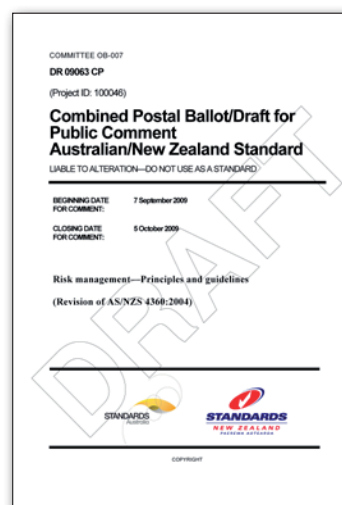 COMMITTEE OB-007
DR 09063 CP
(Project ID: 100046)
Combined Postal Ballot/Draft for
Public Comment
Australian/New Zealand Standard
LIABLE TO ALTERATION—DO NOT USE AS A STANDARD
BEGINNING DATE
FOR COMMENT:
7 September 2009
CLOSING DATE
FOR COMMENT:
5 October 2009
Risk management—Principles and guidelines
(Revision of AS/NZS 4360:2004)
DRAFT
STANDARDS
Australia
STANDARDS
NEW ZEALAND
PAEREWA AOTEAROA
COPYRIGHT